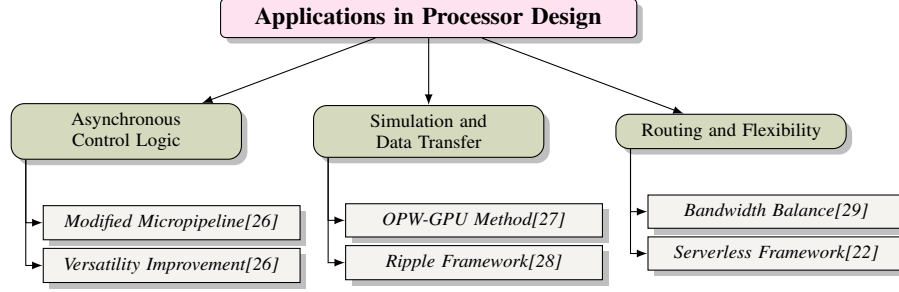 Applications in Processor Design
Asynchronous
Control Logic
Modified Micropipeline[26]
Versatility Improvement[26]
Simulation and
Data Transfer
OPW-GPU Method[27]
Ripple Framework[28]
Routing and Flexibility
Bandwidth Balance[29]
Serverless Framework[22]